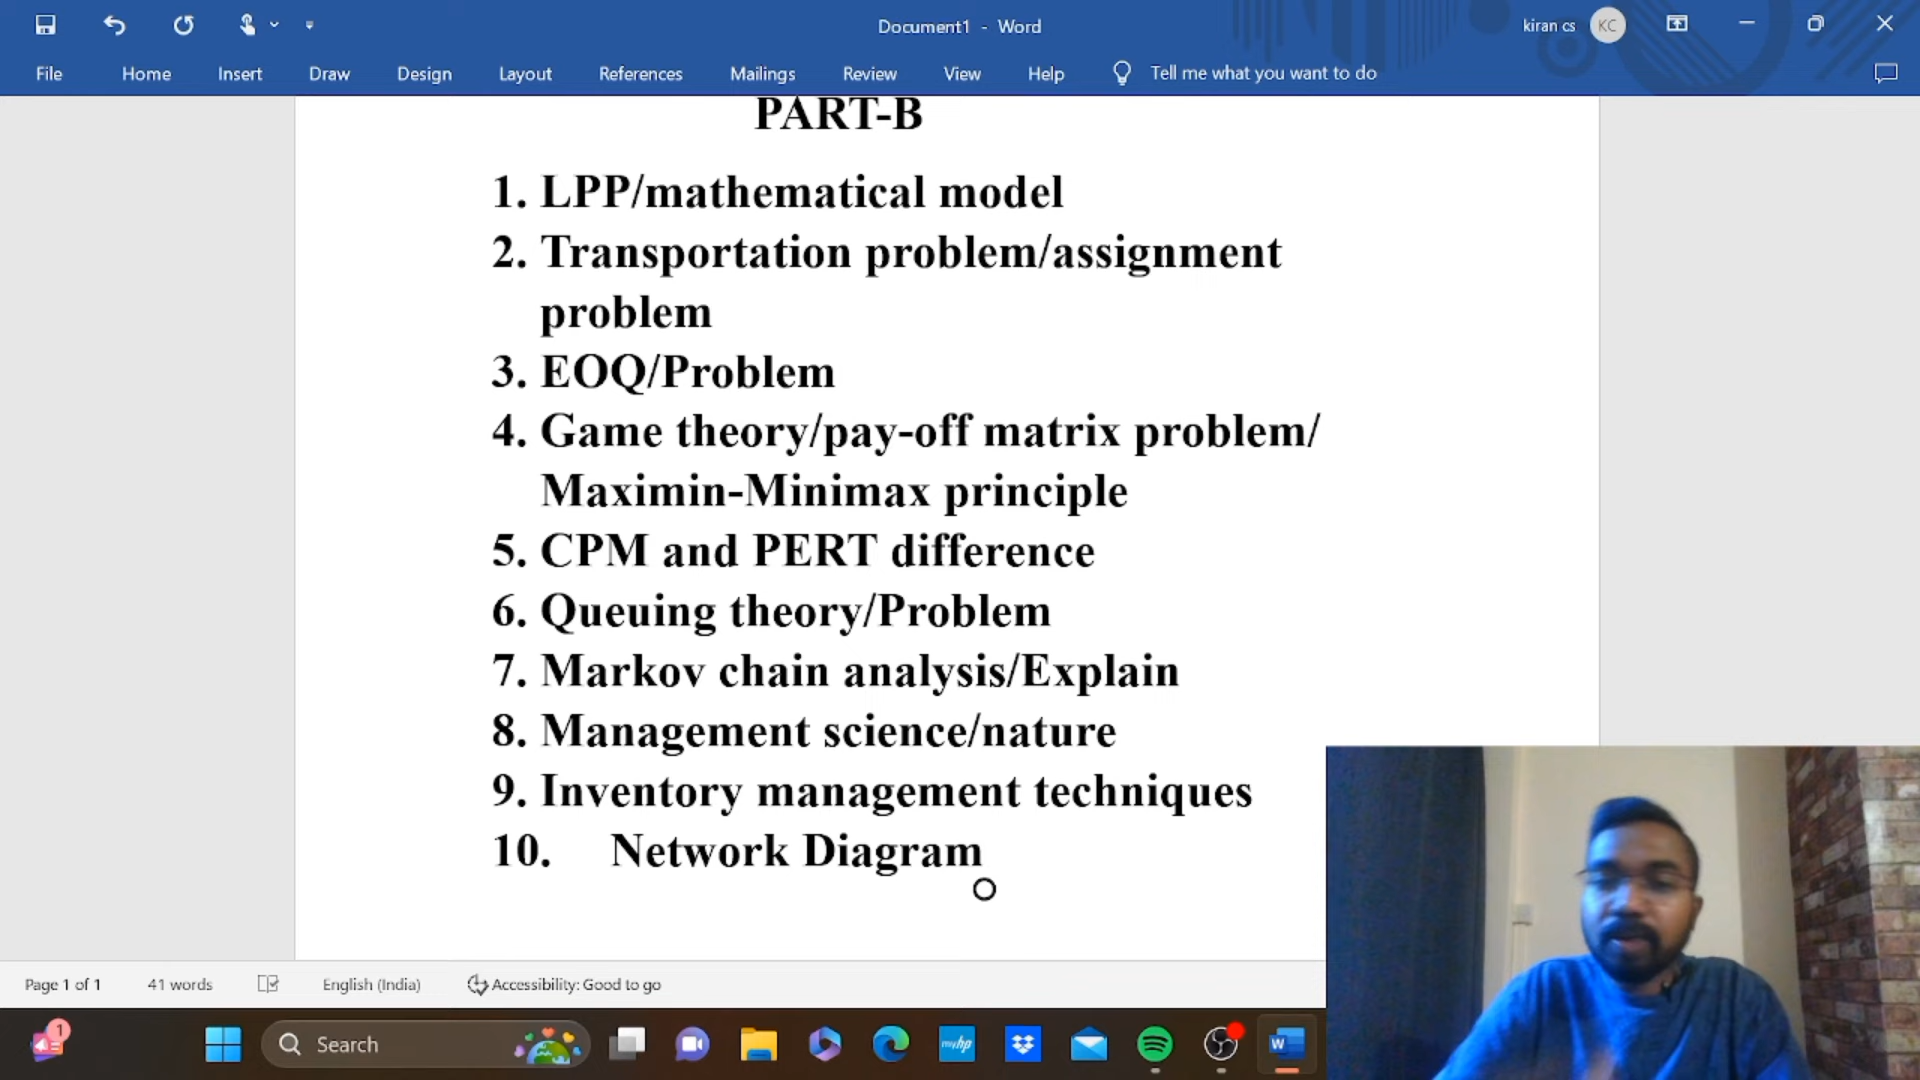 Document1 - Word
kiran cs
KC
File
Home
Insert
Draw
Design
Layout
References
Mailings
Review
View
Help
Tell me what you want to do
PART-B
1. LPP/mathematical model
2. Transportation problem/assignment
problem
3. EOQ/Problem
4. Game theory/pay-off matrix problem/
Maximin-Minimax principle
5. CPM and PERT difference
6. Queuing theory/Problem
7. Markov chain analysis/Explain
8. Management science/nature
9. Inventory management techniques
10. Network Diagram
Page 1 of 1
41 words
English (India)
Accessibility: Good to go
1
Search
myhp
W